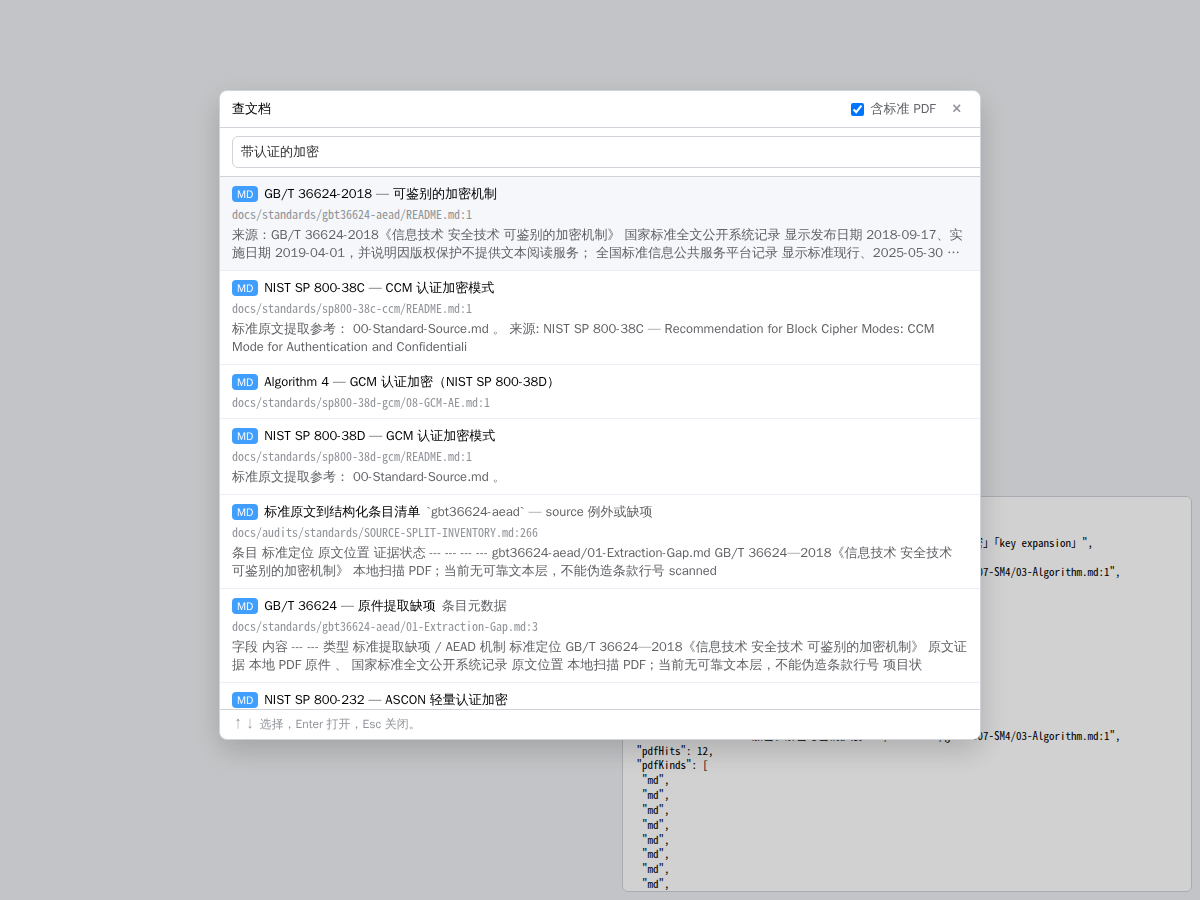 查文档
含标准 PDF ×
带认证的加密
MD GB/T 36624-2018 — 可鉴别的加密机制
docs/standards/gbt36624-aead/README.md:1
来源：GB/T 36624-2018《信息技术 安全技术 可鉴别的加密机制》 国家标准全文公开系统记录 显示发布日期 2018-09-17、实
施日期 2019-04-01，并说明因版权保护不提供文本阅读服务； 全国标准信息公共服务平台记录 显示标准现行、2025-05-30 …
MD NIST SP 800-38C — CCM 认证加密模式
docs/standards/sp800-38c-ccm/README.md:1
标准原文提取参考： 00-Standard-Source.md 。 来源: NIST SP 800-38C — Recommendation for Block Cipher Modes: CCM
Mode for Authentication and Confidentiali
MD Algorithm 4 — GCM 认证加密（NIST SP 800-38D）
docs/standards/sp800-38d-gcm/08-GCM-AE.md:1
MD NIST SP 800-38D — GCM 认证加密模式
docs/standards/sp800-38d-gcm/README.md:1
标准原文提取参考： 00-Standard-Source.md 。
MD 标准原文到结构化条目清单 `gbt36624-aead` — source 例外或缺项
docs/audits/standards/SOURCE-SPLIT-INVENTORY.md:266
条目 标准定位 原文位置 证据状态 --- --- --- --- gbt36624-aead/01-Extraction-Gap.md GB/T 36624—2018《信息技术 安全技术
可鉴别的加密机制》 本地扫描 PDF；当前无可靠文本层，不能伪造条款行号 scanned
MD GB/T 36624 — 原件提取缺项 条目元数据
docs/standards/gbt36624-aead/01-Extraction-Gap.md:3
字段 内容 --- --- 类型 标准提取缺项 / AEAD 机制 标准定位 GB/T 36624—2018《信息技术 安全技术 可鉴别的加密机制》 原文证
据 本地 PDF 原件 、 国家标准全文公开系统记录 原文位置 本地扫描 PDF；当前无可靠文本层，不能伪造条款行号 项目状
MD NIST SP 800-232 — ASCON 轻量认证加密
↑ ↓ 选择，Enter 打开，Esc 关闭。
」「key expansion」",
07-SM4/03-Algorithm.md:1",
07-SM4/03-Algorithm.md:1",
"pdfHits": 12,
"pdfKinds": [
"md",
"md",
"md",
"md",
"md",
"md",
"md",
"md",